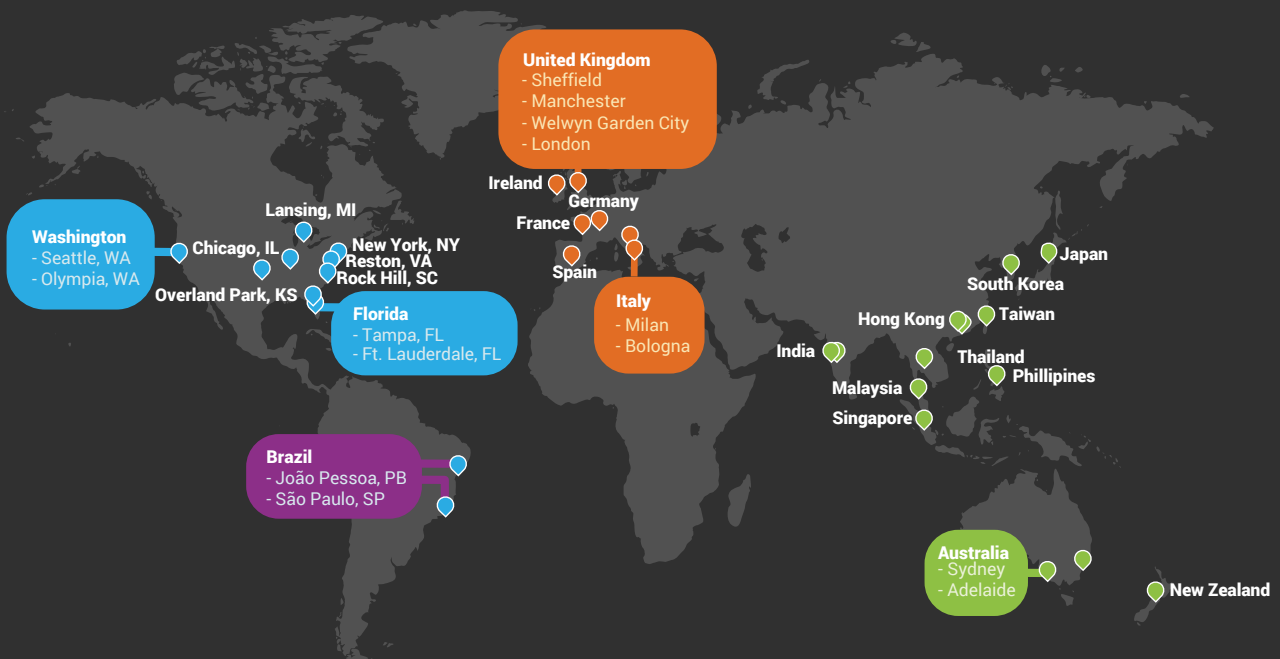 United Kingdom
- Sheffield
- Manchester
- Welwyn Garden City
- London
Ireland
Germany
France
Spain
Italy
- Milan
- Bologna
Lansing, MI
Washington
- Seattle, WA
- Olympia, WA
Chicago, IL
New York, NY
Reston, VA
Rock Hill, SC
Overland Park, KS
Florida
- Tampa, FL
- Ft. Lauderdale, FL
Brazil
- João Pessoa, PB
- São Paulo, SP
Japan
South Korea
Hong Kong
Taiwan
India
Thailand
Phillipines
Malaysia
Singapore
Australia
- Sydney
- Adelaide
New Zealand